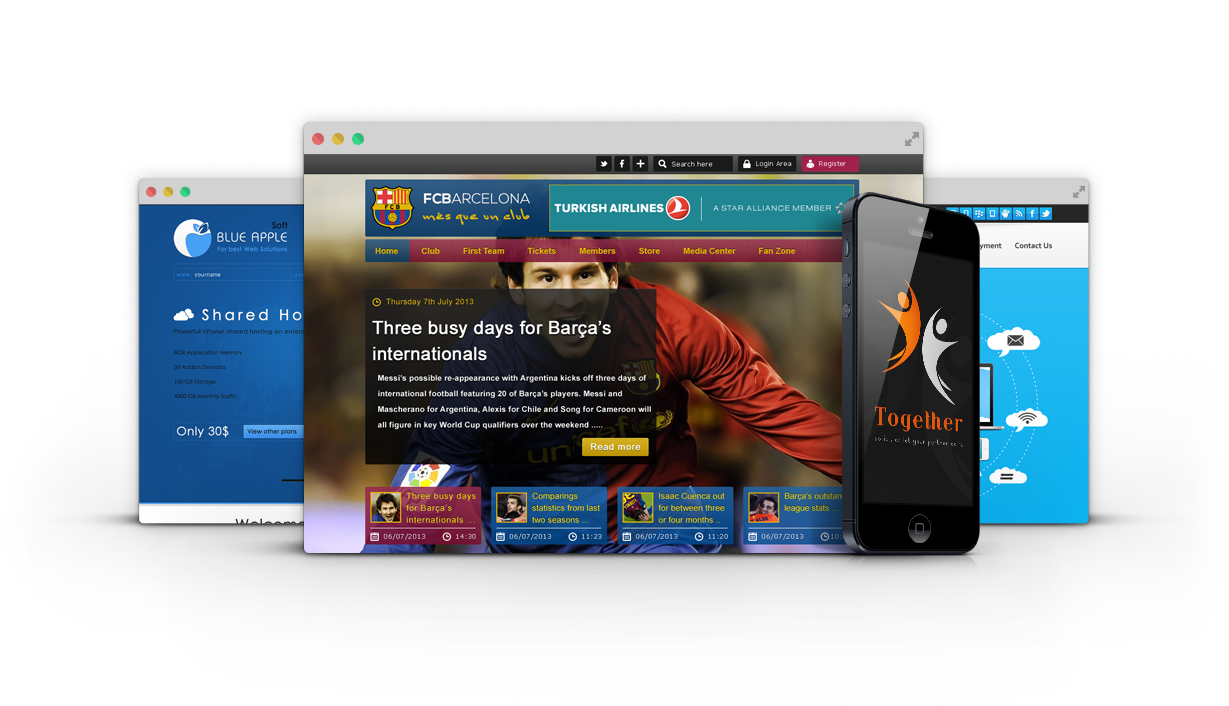 Search here
Login Area
Register
FCBARCELONA
més que un club
FCB
TURKISH AIRLINES
A STAR ALLIANCE MEMBER
Home
Club
First Team
Tickets
Members
Store
Media Center
Fan Zone
Thursday 7th July 2013
Three busy days for Barça's
internationals
Messi's possible re-appearance with Argentina kicks off three days of
international football featuring 20 of Barça's players. Messi and
Mascherano for Argentina, Alexis for Chile and Song for Cameroon will
all figure in key World Cup qualifiers over the weekend .....
Read more
Three busy days
for Barça's
internationals ...
06/07/2013
14:30
Comparings
statistics from last
two seasons ...
06/07/2013
11:23
Isaac Cuenca out
for between three
or four months ..
06/07/2013
11:20
Barça's outstan
league stats ...
06/07/2013
10:
Soft
BLUE APPLE
For best Web Solutions
www.
yourname
Shared Ho
Powerful cPanel shared hosting on enterp
8GB Application Memory
30 Addon Domains
100 GB Storage
4000 GB Monthly Traffic
Only 30$
View other plans
Welcome
yment
Contact Us
Together